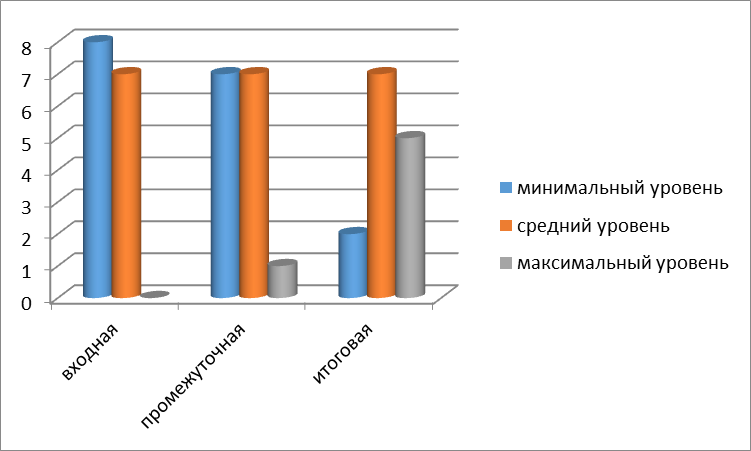 8
7
6
5
4
3
2
1
0
входная
промежуточная
итоговая
минимальный уровень
средний уровень
максимальный уровень